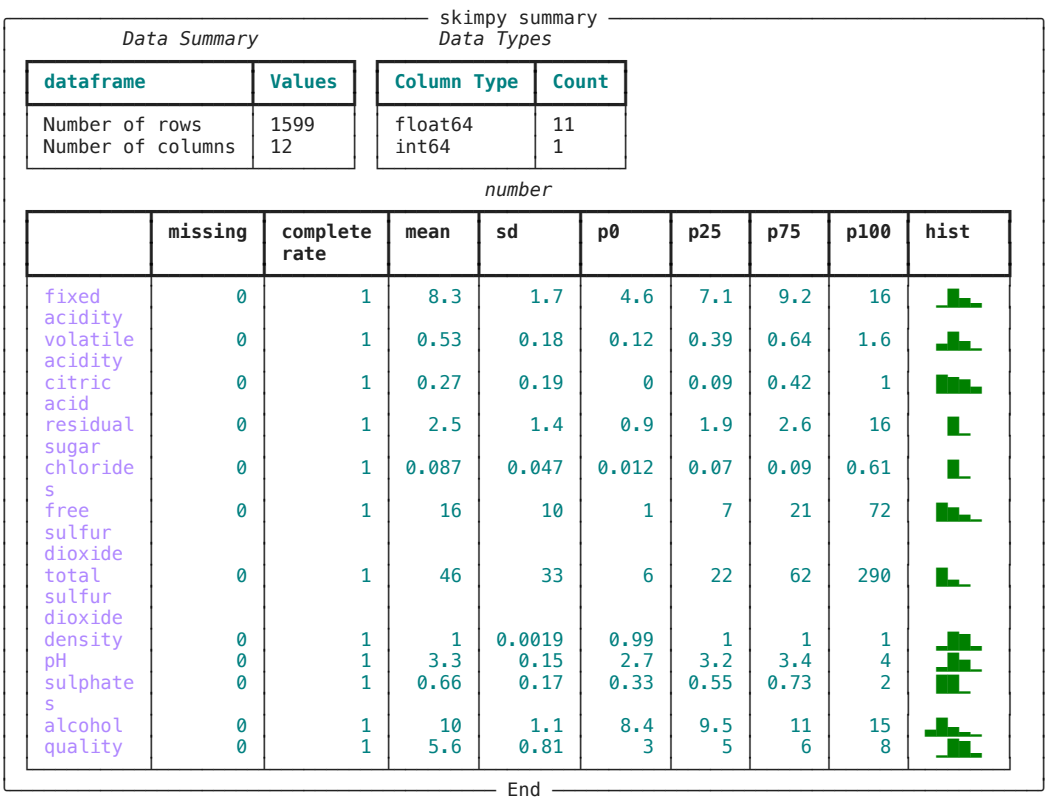 skimpy summary
Data Summary Data Types
dataframe Values Column Type Count
Number of rows 1599 float64 11
Number of columns 12 int64 1
number
missing complete mean sd p0 p25 p75 p100 hist
rate
fixed 0 1 8.3 1.7 4.6 7.1 9.2 16
acidity
volatile 0 1 0.53 0.18 0.12 0.39 0.64 1.6
acidity
citric 0 1 0.27 0.19 0 0.09 0.42 1
acid
residual 0 1 2.5 1.4 0.9 1.9 2.6 16
sugar
chloride 0 1 0.087 0.047 0.012 0.07 0.09 0.61
s
free 0 1 16 10 1 7 21 72
sulfur
dioxide
total 0 1 46 33 6 22 62 290
sulfur
dioxide
density 0 1 1 0.0019 0.99 1 1 1
pH 0 1 3.3 0.15 2.7 3.2 3.4 4
sulphate 0 1 0.66 0.17 0.33 0.55 0.73 2
s
alcohol 0 1 10 1.1 8.4 9.5 11 15
quality 0 1 5.6 0.81 3 5 6 8
End